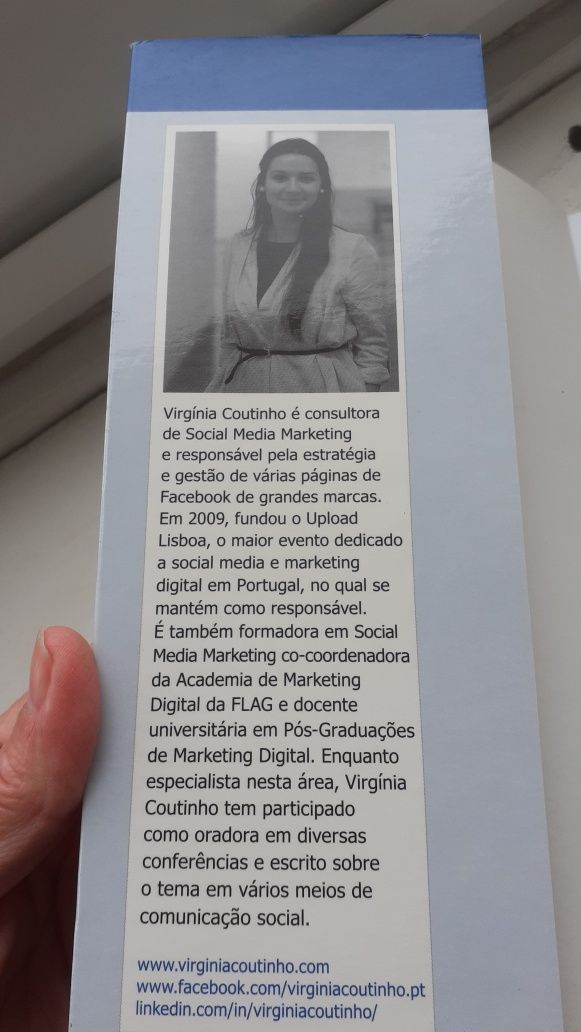 Virgínia Coutinho é consultora
de Social Media Marketing
e responsável pela estratégia
e gestão de várias páginas de
Facebook de grandes marcas.
Em 2009, fundou o Upload
Lisboa, o maior evento dedicado
a social media e marketing
digital em Portugal, no qual se
mantém como responsável.
É também formadora em Social
Media Marketing co-coordenadora
da Academia de Marketing
Digital da FLAG e docente
universitária em Pós-Graduações
de Marketing Digital. Enquanto
especialista nesta área, Virgínia
Coutinho tem participado
como oradora em diversas
conferências e escrito sobre
o tema em vários meios de
comunicação social.
www.virginiacoutinho.com
www.facebook.com/virginiacoutinho.pt
linkedin.com/in/virginiacoutinho/